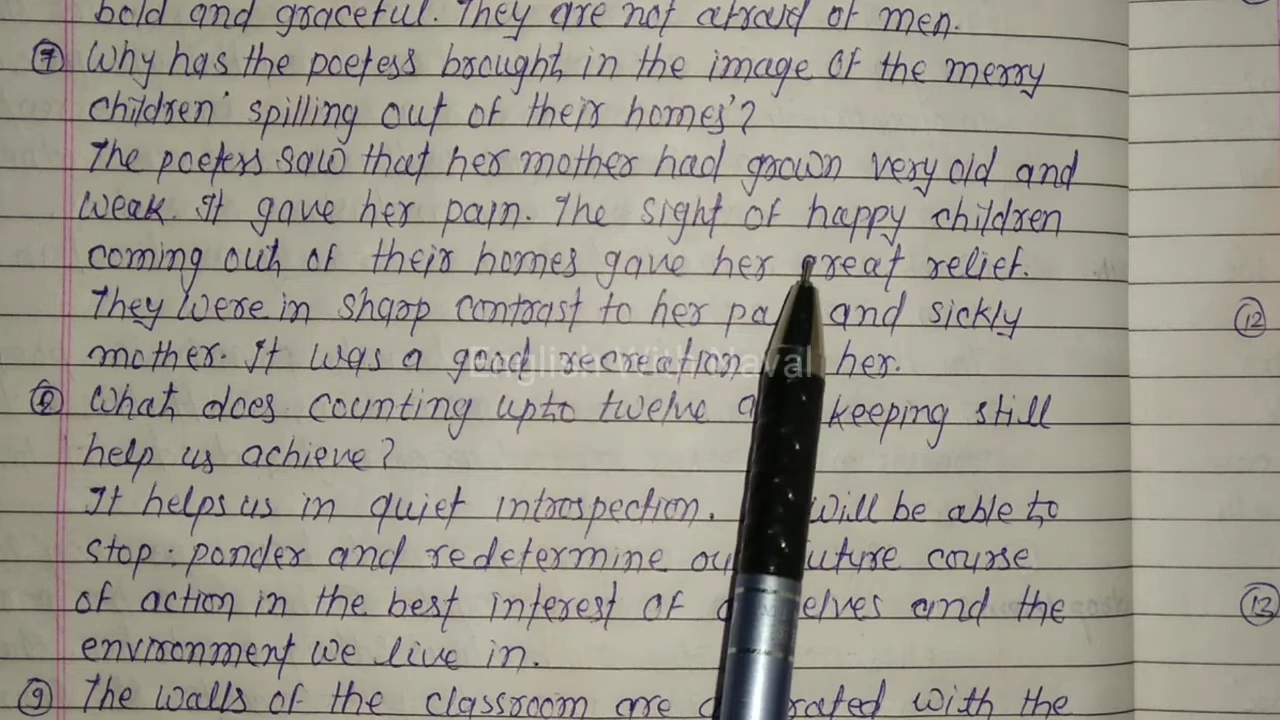 bold and graceful. They are not afraid of men.
⑦ Why has the poetess brought in the image of the merry
children 'spilling out of their homes'?
The poetess saw that her mother had grown very old and
weak. It gave her pain. The sight of happy children
coming out of their homes gave her great relief.
They were in sharp contrast to her and sickly
mother. It was a good recreation her.
⑧ What does counting upto twelve keeping still
help us achieve?
It helps us in quiet introspection. will be able to
stop: ponder and redetermine future course
of action in the best interest of and the
environment we live in.
⑨ The walls of the classroom are with the
⑫
⑬
English With Naval